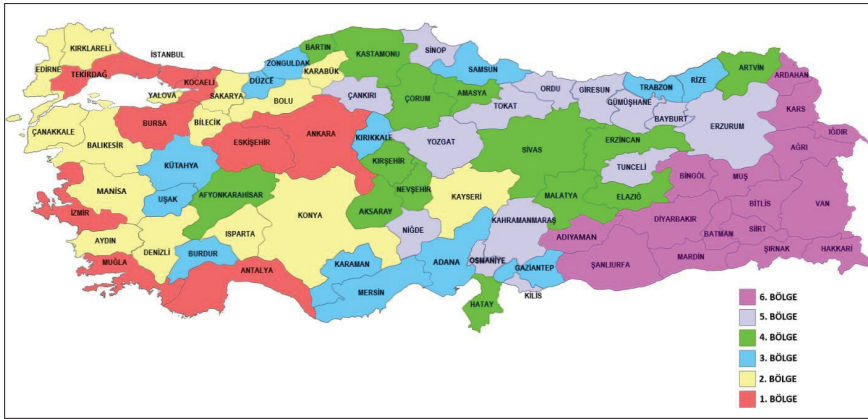 KIRKLARELİ
EDİRNE
İSTANBUL
TEKİRDAĞ
KOCAELİ
YALOVA
SAKARYA
DÜZCE
ZONGULDAK
BARTIN
KARABÜK
KASTAMONU
SİNOP
SAMSUN
BOLU
ÇANKIRI
ÇORUM
AMASYA
TOKAT
ORDU
GİRESUN
GÜMÜŞHANE
TRABZON
RİZE
ARTVİN
ARDAHAN
KARS
BAYBURT
ERZURUM
IĞDIR
AĞRI
ÇANAKKALE
BALIKESİR
BURSA
BİLECİK
ESKİŞEHİR
ANKARA
KIRIKKALE
YOZGAT
SİVAS
ERZİNCAN
TUNCELİ
KÜTAHYA
MANİSA
UŞAK
AFYONKARAHİSAR
KIRŞEHİR
NEVŞEHİR
KAYSERİ
MALATYA
ELAZIĞ
BİNGÖL
MUŞ
BİTLİS
VAN
İZMİR
AYDIN
DENİZLİ
ISPARTA
KONYA
AKSARAY
NİĞDE
KAHRAMANMARAŞ
ADIYAMAN
DİYARBAKIR
BATMAN
SİİRT
ŞIRNAK
HAKKARİ
MUĞLA
BURDUR
ANTALYA
KARAMAN
MERSİN
ADANA
OSMANİYE
GAZİANTEP
ŞANLIURFA
MARDİN
KİLİS
HATAY
6. BÖLGE
5. BÖLGE
4. BÖLGE
3. BÖLGE
2. BÖLGE
1. BÖLGE